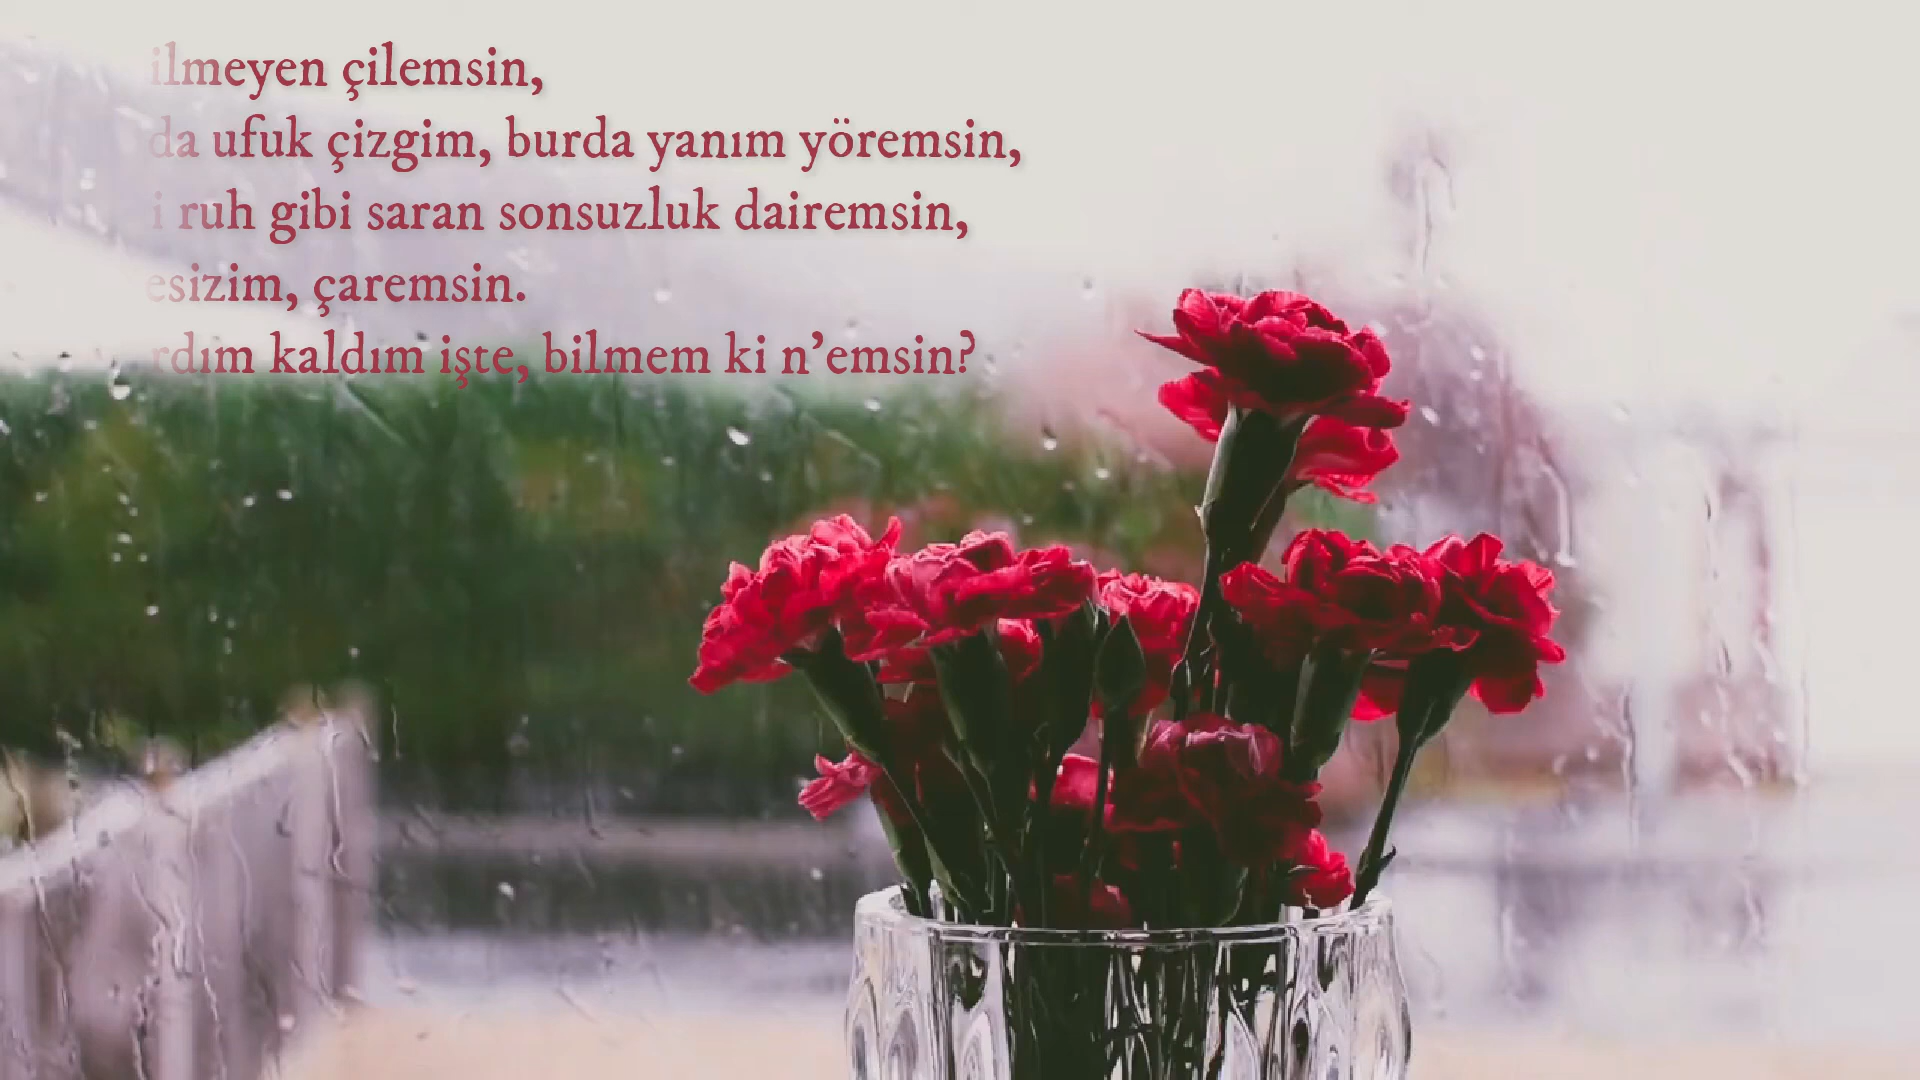 ilmeyen çilemsin,
da ufuk çizgim, burda yanım yöremsin,
i ruh gibi saran sonsuzluk dairemsin,
esizim, çaremsin.
rdım kaldım işte, bilmem ki n’emsin?